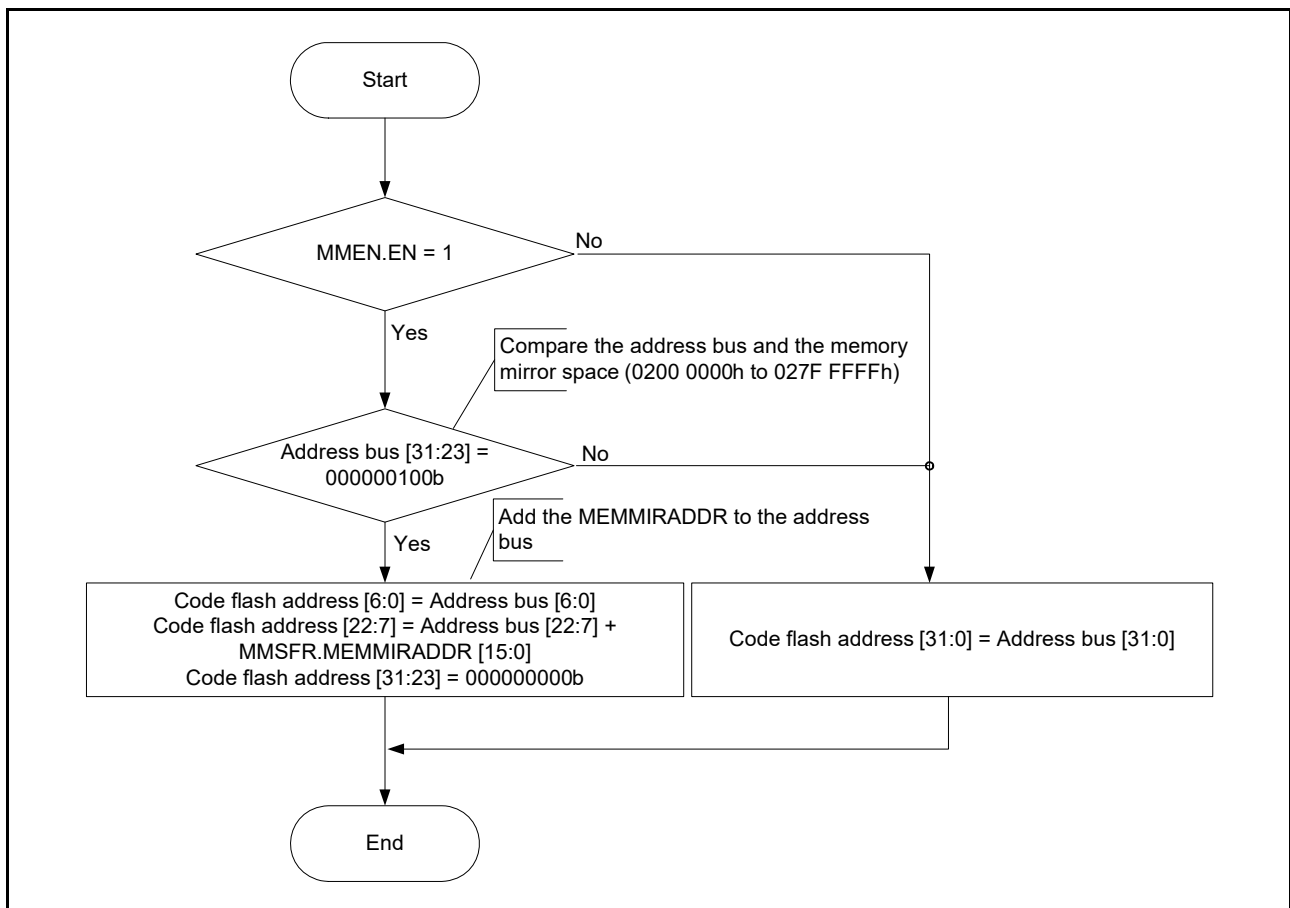 Start
MMEN.EN = 1
No
Yes
Compare the address bus and the memory
mirror space (0200 0000h to 027F FFFFh)
Address bus [31:23] =
000000100b
No
Add the MEMMIRADDR to the address
bus
Yes
Code flash address [6:0] = Address bus [6:0]
Code flash address [22:7] = Address bus [22:7] +
MMSFR.MEMMIRADDR [15:0]
Code flash address [31:23] = 000000000b
Code flash address [31:0] = Address bus [31:0]
End